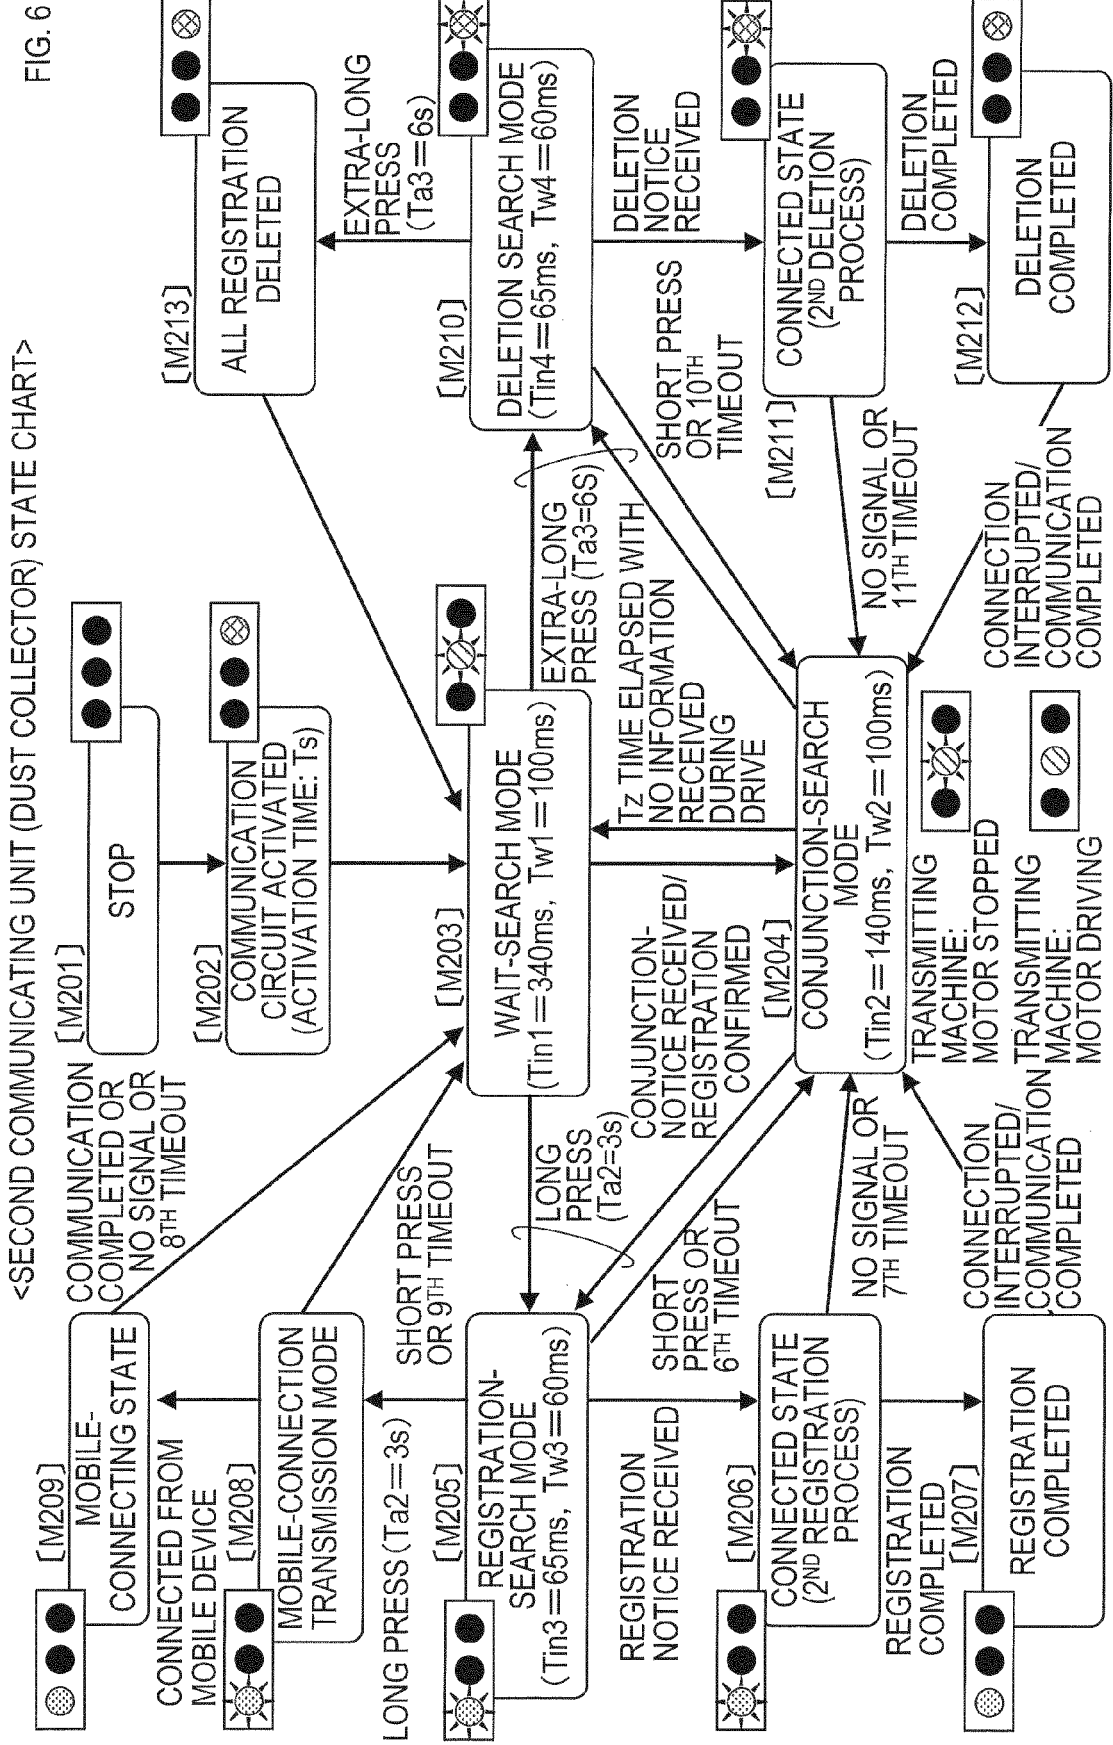 FIG. 6
<SECOND COMMUNICATING UNIT (DUST COLLECTOR) STATE CHART>
[M209]
MOBILE-
CONNECTING STATE
COMMUNICATION
COMPLETED OR
NO SIGNAL OR
8TH TIMEOUT
[M201]
STOP
[M213]
ALL REGISTRATION
DELETED
CONNECTED FROM
MOBILE DEVICE
[M208]
MOBILE-CONNECTION
TRANSMISSION MODE
[M202]
COMMUNICATION
CIRCUIT ACTIVATED
(ACTIVATION TIME: Ts)
EXTRA-LONG
PRESS
(Ta3=6s)
LONG PRESS (Ta2=3s)
SHORT PRESS
OR 9TH TIMEOUT
[M205]
REGISTRATION-
SEARCH MODE
(Tin3=65ms, Tw3=60ms)
[M203]
WAIT-SEARCH MODE
(Tin1=340ms, Tw1=100ms)
[M210]
DELETION SEARCH MODE
(Tin4=65ms, Tw4=60ms)
LONG
PRESS
(Ta2=3s)
EXTRA-LONG
PRESS (Ta3=6S)
REGISTRATION
NOTICE RECEIVED
SHORT
PRESS OR
6TH TIMEOUT
CONJUNCTION-
NOTICE RECEIVED/
REGISTRATION
CONFIRMED
Tz TIME ELAPSED WITH
NO INFORMATION
RECEIVED
DURING
DRIVE
SHORT PRESS
OR 10TH
TIMEOUT
DELETION
NOTICE
RECEIVED
[M206]
CONNECTED STATE
(2ND REGISTRATION
PROCESS)
NO SIGNAL OR
7TH TIMEOUT
[M204]
CONJUNCTION-SEARCH
MODE
(Tin2=140ms, Tw2=100ms)
[M211]
CONNECTED STATE
(2ND DELETION
PROCESS)
NO SIGNAL OR
11TH TIMEOUT
REGISTRATION
COMPLETED
TRANSMITTING
MACHINE:
MOTOR STOPPED
DELETION
COMPLETED
[M207]
REGISTRATION
COMPLETED
CONNECTION
INTERRUPTED/
COMMUNICATION
COMPLETED
TRANSMITTING
MACHINE:
MOTOR DRIVING
CONNECTION
INTERRUPTED/
COMMUNICATION
COMPLETED
[M212]
DELETION
COMPLETED